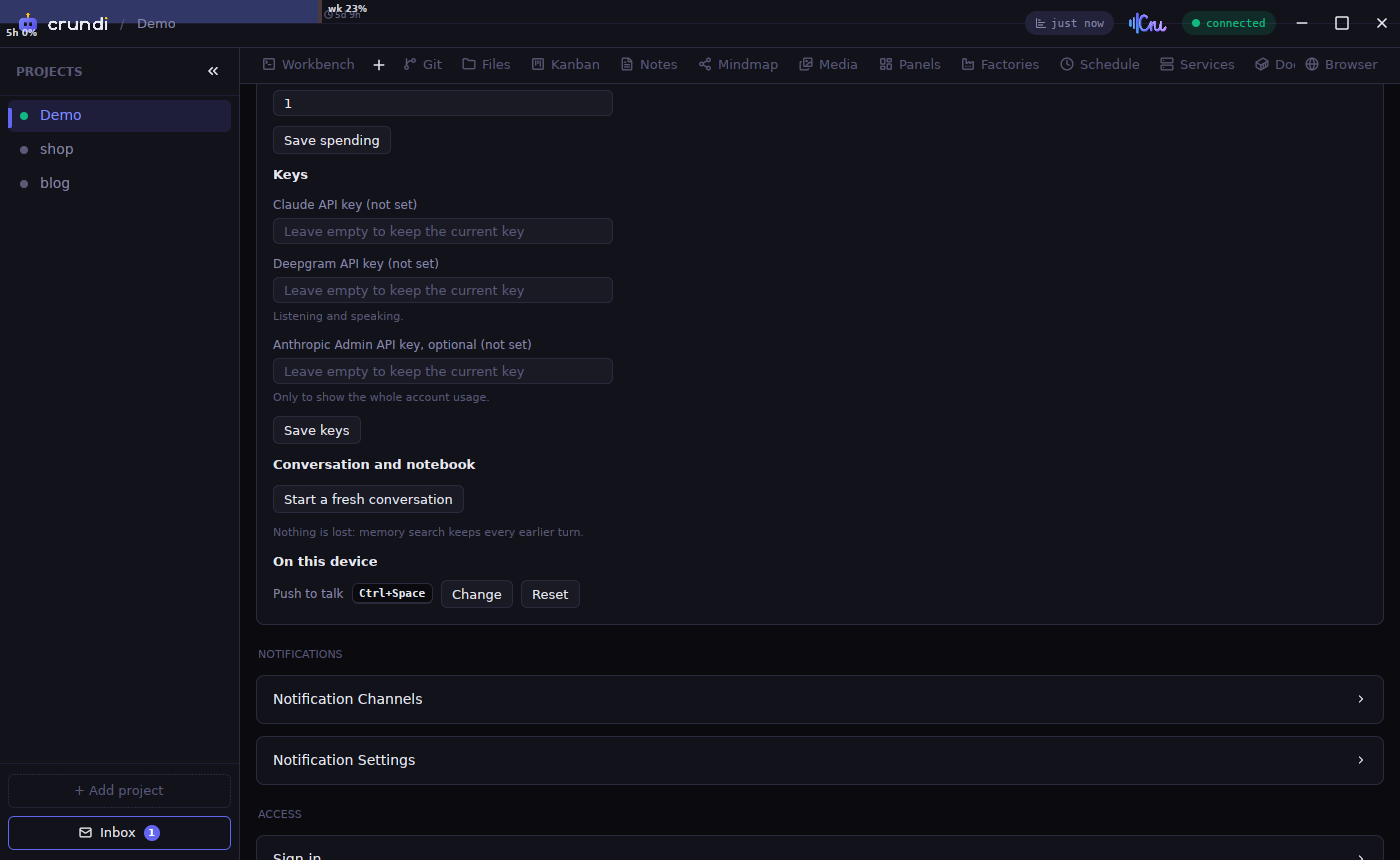 wk 23%
5d 9h
crundi / Demo
5h 0%
just now
Cru
connected
PROJECTS
Workbench
Git
Files
Kanban
Notes
Mindmap
Media
Panels
Factories
Schedule
Services
Doc
Browser
Demo
shop
blog
1
Save spending
Keys
Claude API key (not set)
Leave empty to keep the current key
Deepgram API key (not set)
Leave empty to keep the current key
Listening and speaking.
Anthropic Admin API key, optional (not set)
Leave empty to keep the current key
Only to show the whole account usage.
Save keys
Conversation and notebook
Start a fresh conversation
Nothing is lost: memory search keeps every earlier turn.
On this device
Push to talk Ctrl+Space Change Reset
NOTIFICATIONS
Notification Channels
Notification Settings
ACCESS
Sign in
+ Add project
Inbox 1